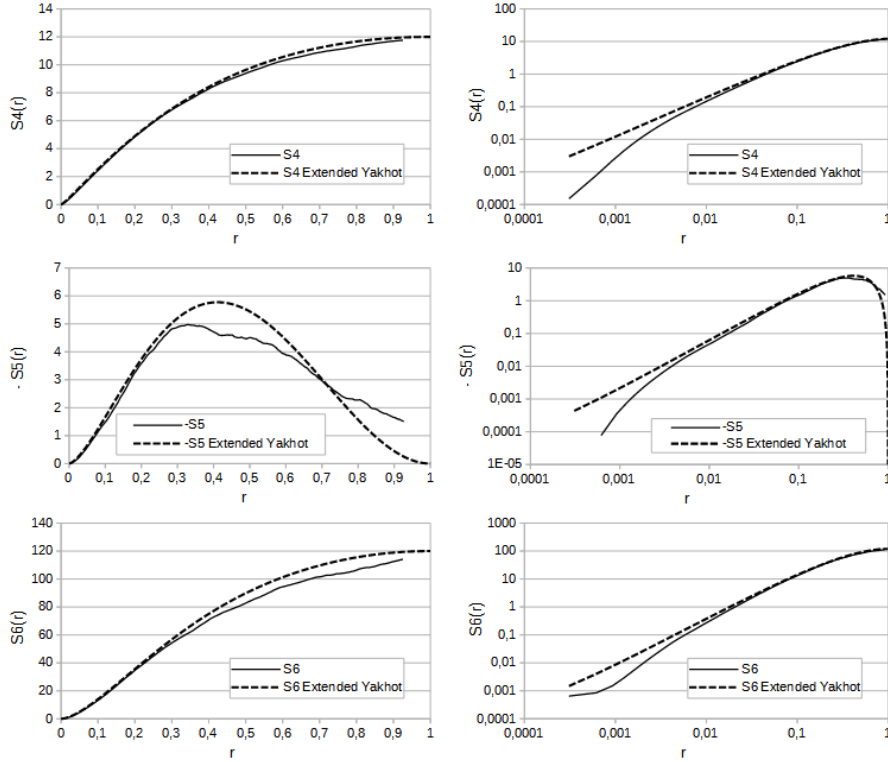 14
12
10
8
6
4
2
0
S4(r)
S4
S4 Extended Yakhot
0 0,1 0,2 0,3 0,4 0,5 0,6 0,7 0,8 0,9 1
r
100
10
1
0,1
0,01
0,001
0,0001
S4(r)
S4
S4 Extended Yakhot
0,0001 0,001 0,01 0,1 1
r
7
6
5
4
3
2
1
0
- S5(r)
-S5
-S5 Extended Yakhot
0 0,1 0,2 0,3 0,4 0,5 0,6 0,7 0,8 0,9 1
r
10
1
0,1
0,01
0,001
0,0001
1E-05
- S5(r)
-S5
-S5 Extended Yakhot
0,0001 0,001 0,01 0,1 1
r
140
120
100
80
60
40
20
0
S6(r)
S6
S6 Extended Yakhot
0 0,1 0,2 0,3 0,4 0,5 0,6 0,7 0,8 0,9 1
r
1000
100
10
1
0,1
0,01
0,001
0,0001
S6(r)
S6
S6 Extended Yakhot
0,0001 0,001 0,01 0,1 1
r